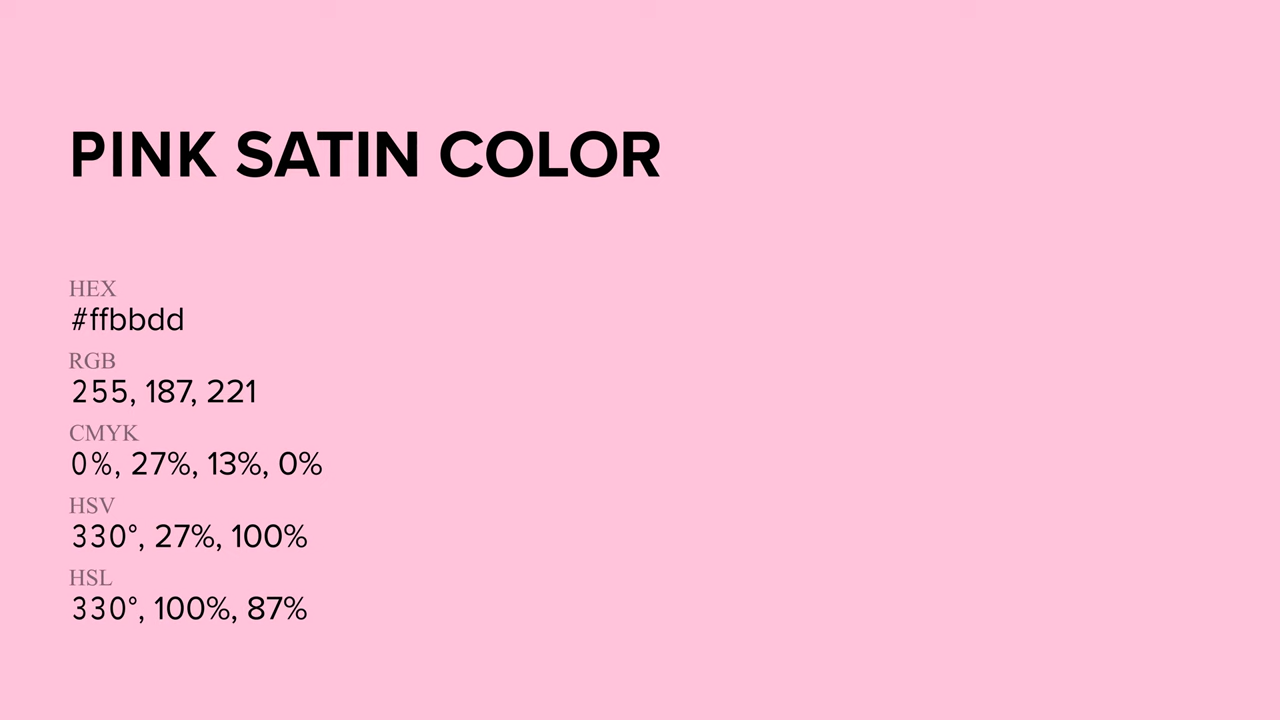 PINK SATIN COLOR
HEX
#ffbbdd
RGB
255, 187, 221
CMYK
0%, 27%, 13%, 0%
HSV
330°, 27%, 100%
HSL
330°, 100%, 87%